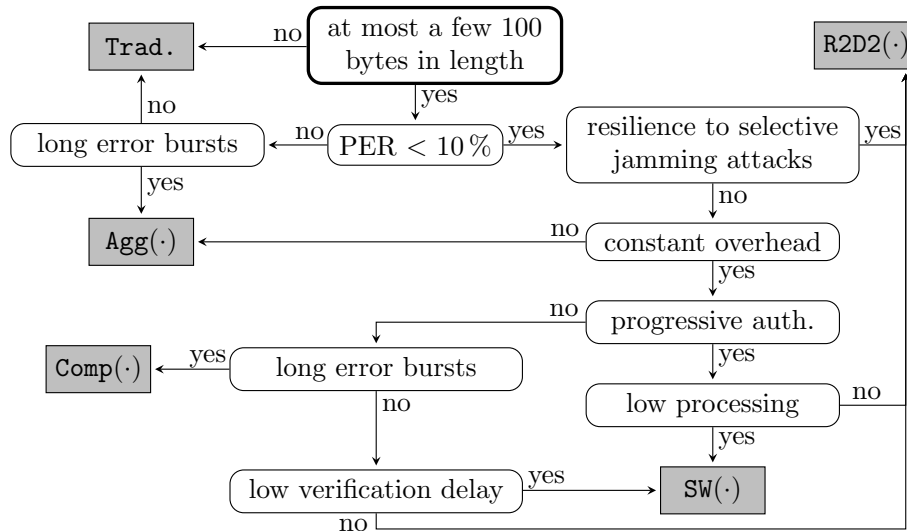 at most a few 100
bytes in length
Trad.
R2D2(·)
no
yes
no
long error bursts
no
PER < 10 %
yes
resilience to selective
jamming attacks
yes
yes
no
Agg(·)
no
constant overhead
yes
no
progressive auth.
Comp(·)
yes
long error bursts
yes
no
low processing
no
yes
low verification delay
yes
SW(·)
no